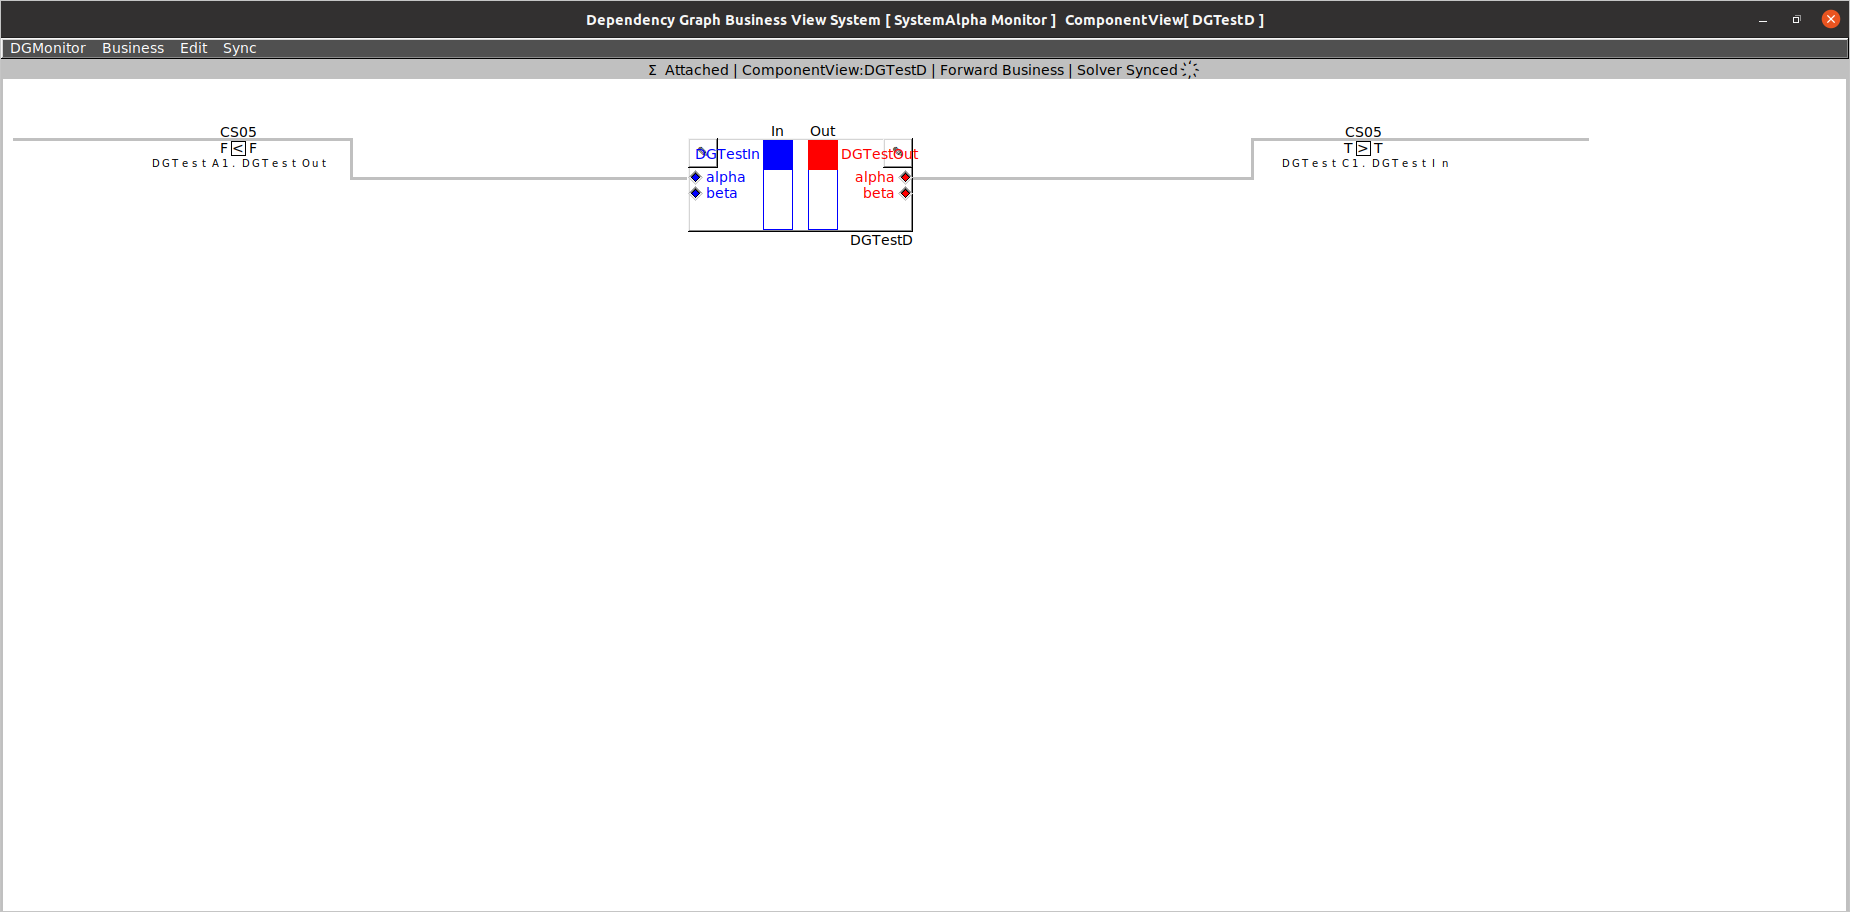 Dependency Graph Business View System [ SystemAlpha Monitor ] ComponentView[ DGTestD ]
DGMonitor Business Edit Sync
Σ Attached | ComponentView:DGTestD | Forward Business | Solver Synced
CS05
F < F
DGTestA1.DGTestOut
In Out
DGTestIn DGTestOut
alpha alpha
beta beta
DGTestD
CS05
T > T
DGTestC1.DGTestIn